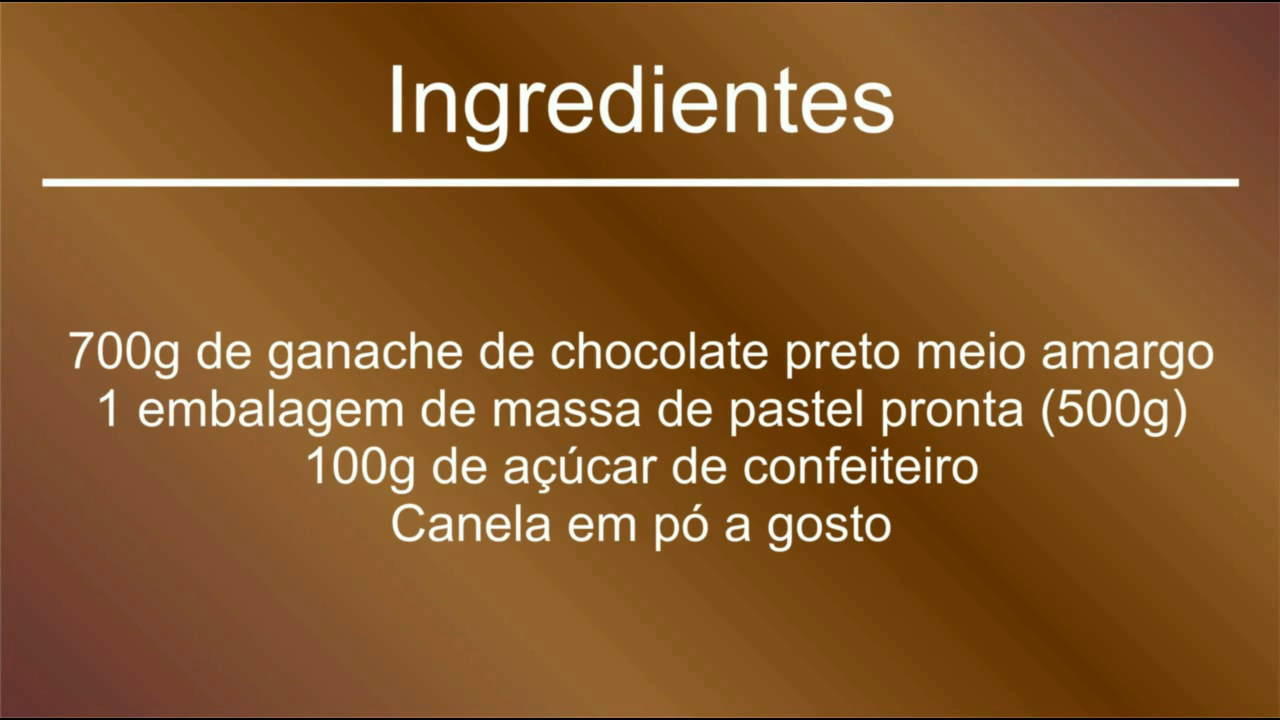 Ingredientes
700g de ganache de chocolate preto meio amargo
1 embalagem de massa de pastel pronta (500g)
100g de açúcar de confeiteiro
Canela em pó a gosto